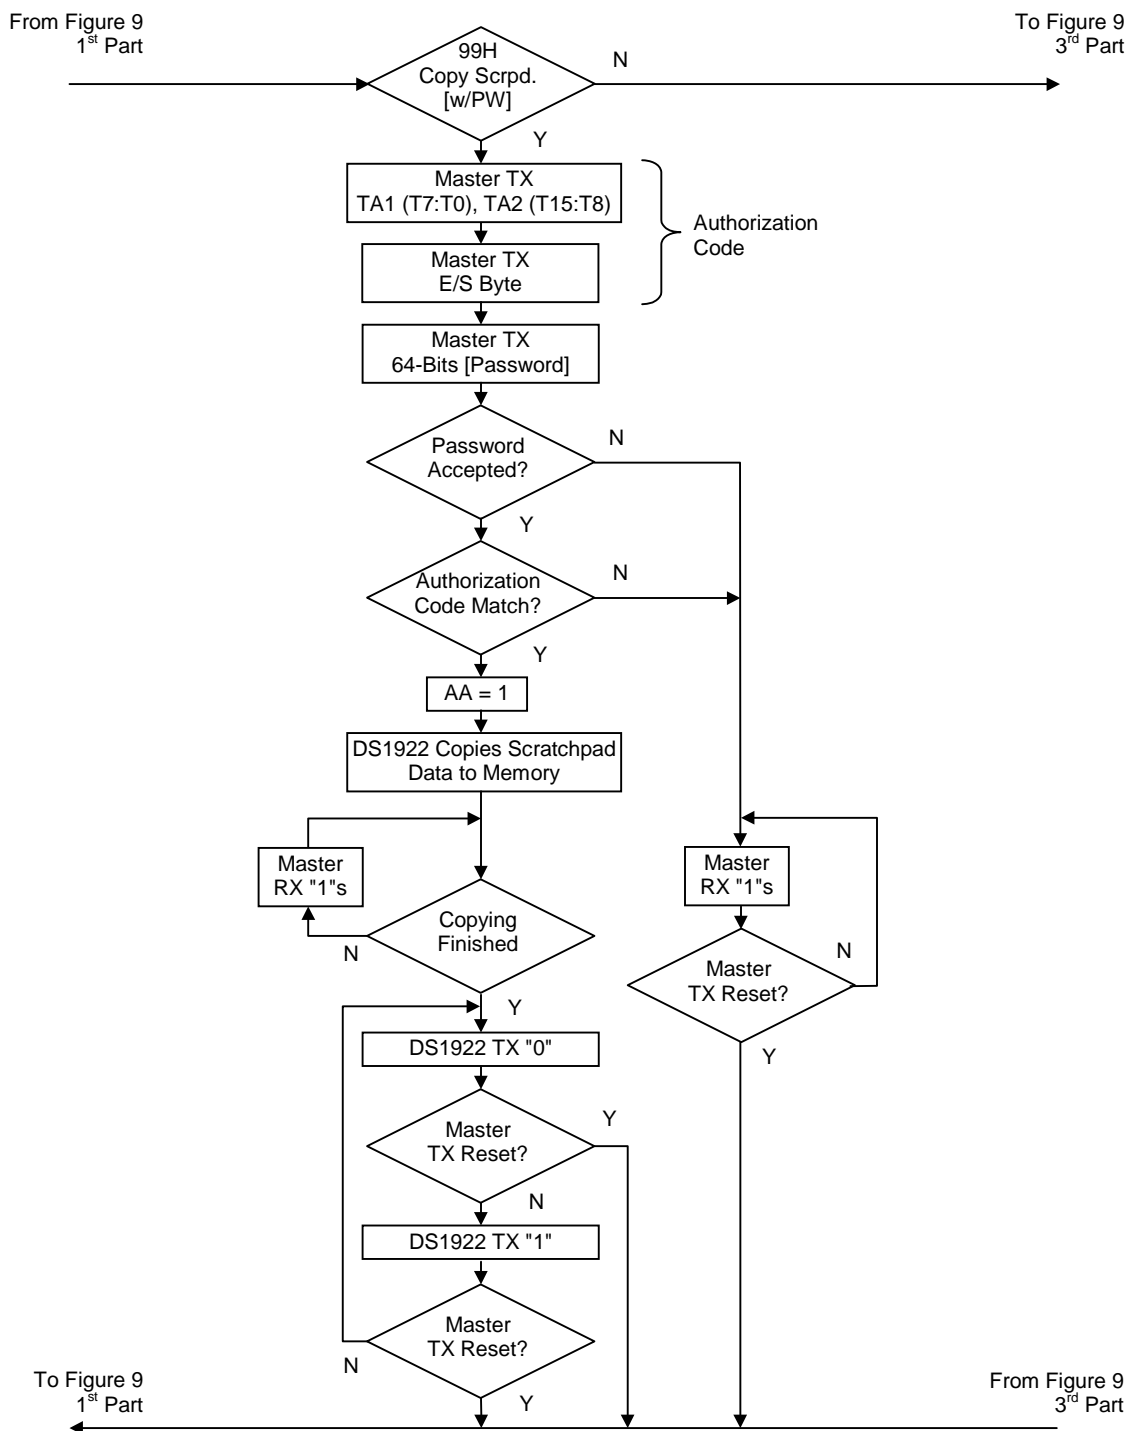 From Figure 9
1st Part
To Figure 9
3rd Part
99H
Copy Scrpd.
[w/PW]
N
Y
Master TX
TA1 (T7:T0), TA2 (T15:T8)
Authorization
Code
Master TX
E/S Byte
Master TX
64-Bits [Password]
Password
Accepted?
N
Y
Authorization
Code Match?
N
Y
AA = 1
DS1922 Copies Scratchpad
Data to Memory
Master
RX "1"s
Copying
Finished
N
Y
Master
RX "1"s
Master
TX Reset?
N
Y
DS1922 TX "0"
Master
TX Reset?
Y
N
DS1922 TX "1"
Master
TX Reset?
N
Y
To Figure 9
1st Part
From Figure 9
3rd Part